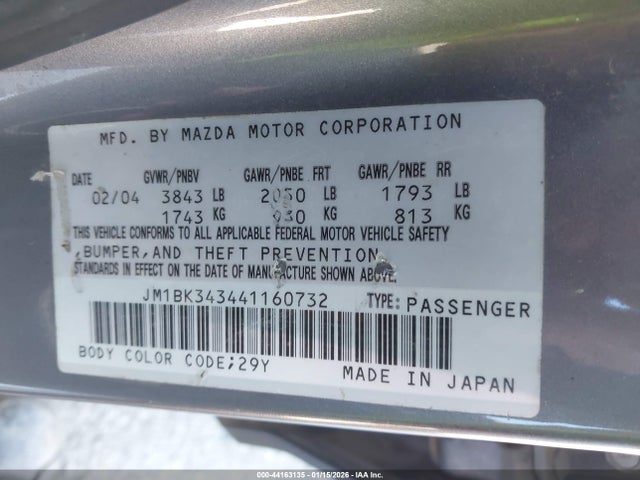 MFD. BY MAZDA MOTOR CORPORATION
DATE GVWR/PNBV GAWR/PNBE FRT GAWR/PNBE RR
02/04 3843 LB 2050 LB 1793 LB
1743 KG 930 KG 813 KG
THIS VEHICLE CONFORMS TO ALL APPLICABLE FEDERAL MOTOR VEHICLE SAFETY
,BUMPER,AND THEFT PREVENTION
STANDARDS IN EFFECT ON THE DATE OF MANUFACTURE SHOWN ABOVE.
JM1BK343441160732 TYPE: PASSENGER
BODY COLOR CODE;29Y
MADE IN JAPAN
000-44163135 - 01/15/2026 - IAA Inc.